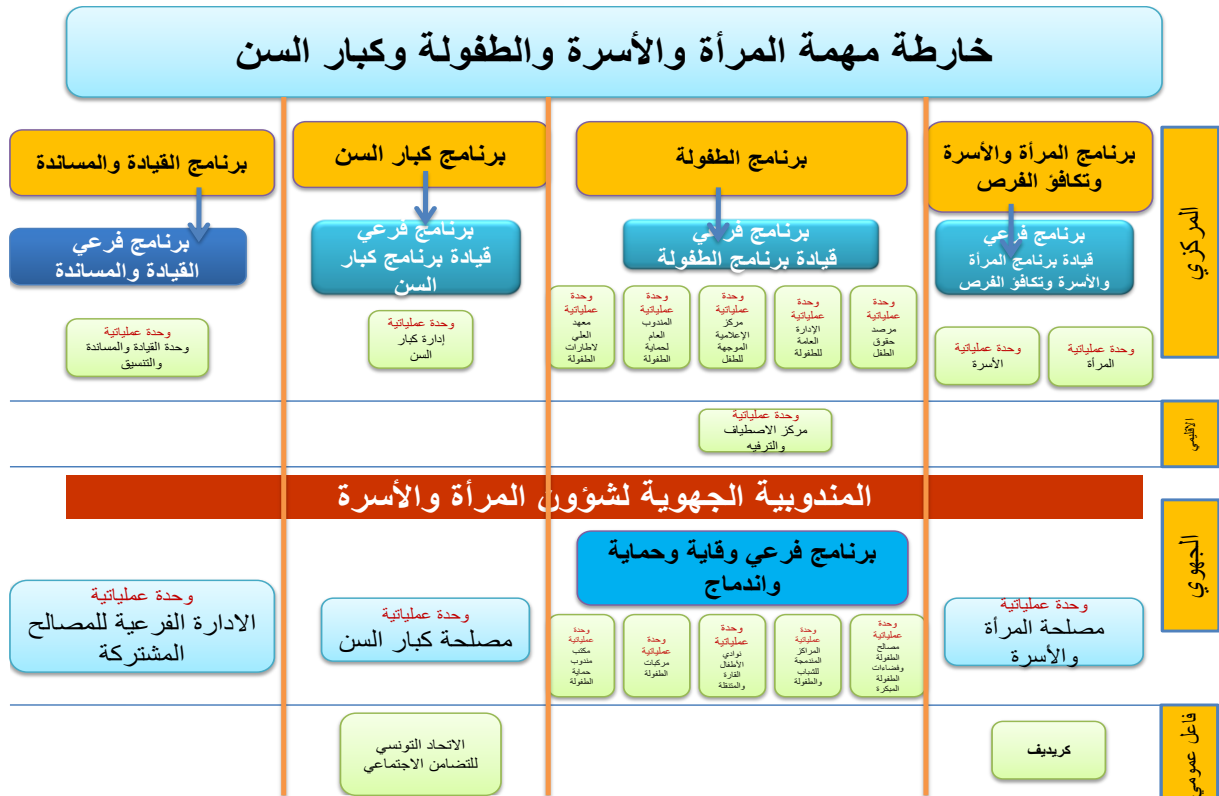 خارطة مهمة المرأة والأسرة والطفولة وكبار السن
برنامج المرأة والأسرة
وتكافؤ الفرص
برنامج الطفولة
برنامج كبار السن
برنامج القيادة والمساندة
المركزي
برنامج فرعي
قيادة برنامج المرأة
والأسرة وتكافؤ الفرص
برنامج فرعي
قيادة برنامج الطفولة
برنامج فرعي
قيادة برنامج كبار
السن
برنامج فرعي
القيادة والمساندة
وحدة عملياتية
المرأة
وحدة عملياتية
الأسرة
وحدة
عملياتية
مرصد
حقوق
الطفل
وحدة
عملياتية
الإدارة
العامة
للطفولة
وحدة
عملياتية
مركز
الإعلامية
الموجهة
للطفل
وحدة
عملياتية
المندوب
العام
لحماية
الطفولة
وحدة
عملياتية
معهد
العلي
لاطارات
الطفولة
وحدة عملياتية
إدارة كبار
السن
وحدة عملياتية
وحدة القيادة والمساندة
والتنسيق
الاقليمي
وحدة عملياتية
مركز الاصطياف
والترفيه
المندوبية الجهوية لشؤون المرأة والأسرة
الجهوي
برنامج فرعي وقاية وحماية
واندماج
وحدة عملياتية
مصلحة المرأة
والأسرة
وحدة
عملياتية
مصالح
الطفولة
وفضاءات
الطفولة
المبكرة
وحدة
عملياتية
المراكز
المندمجة
للشباب
والطفولة
وحدة
عملياتية
نوادي
الأطفال
القارة
والمتنقلة
وحدة
عملياتية
مركبات
الطفولة
وحدة
عملياتية
مكتب
مندوب
حماية
الطفولة
وحدة عملياتية
مصلحة كبار السن
وحدة عملياتية
الادارة الفرعية للمصالح
المشتركة
فاعل عمومي
كريديف
الاتحاد التونسي
للتضامن الاجتماعي